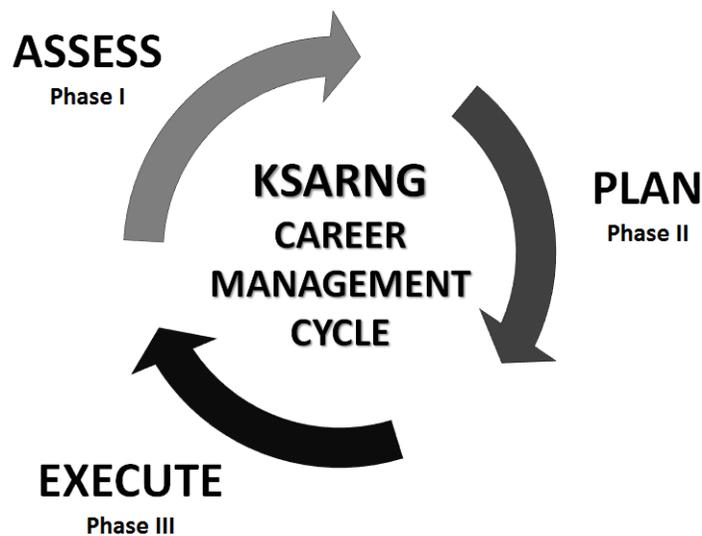 ASSESS
Phase I
KSARNG
CAREER
MANAGEMENT
CYCLE
PLAN
Phase II
EXECUTE
Phase III